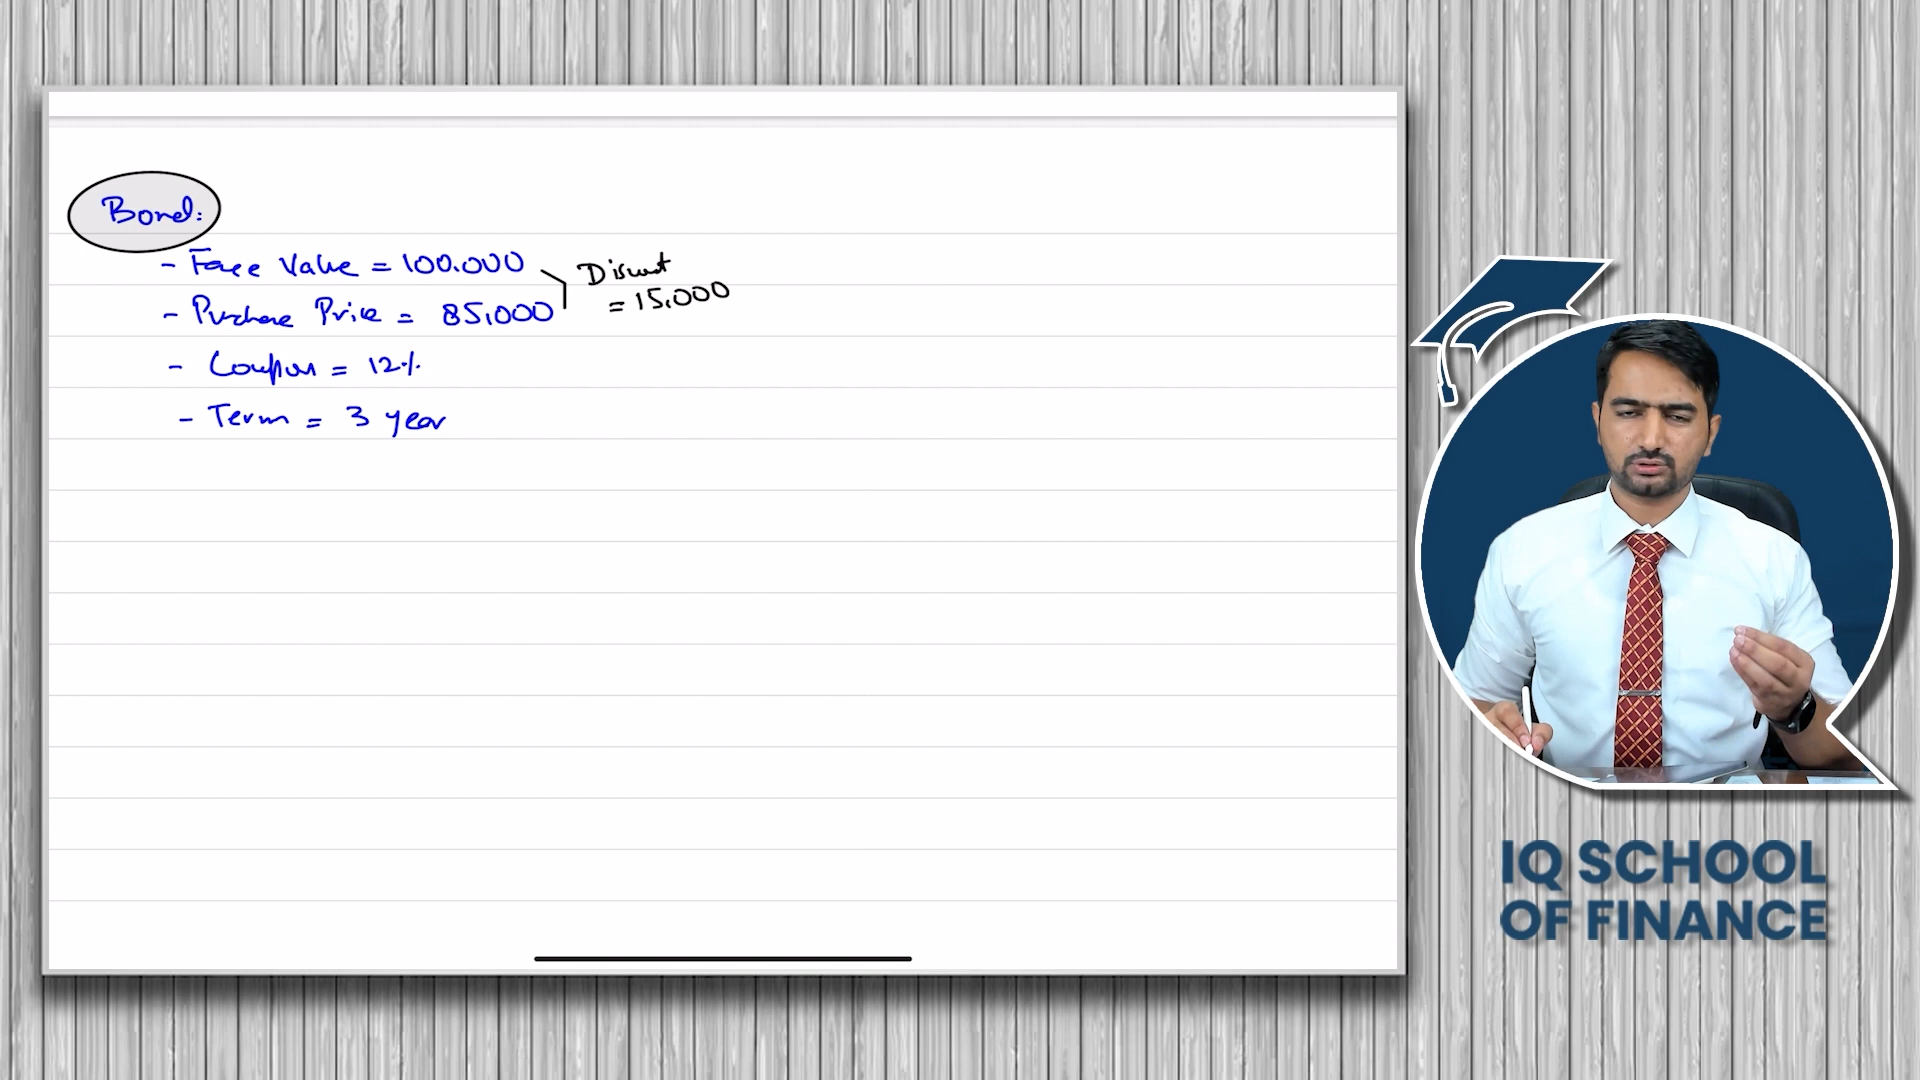 Bond:
- Face Value = 100,000
- Purchase Price = 85,000
Discount
= 15,000
- Coupon = 12%
- Term = 3 year
IQ SCHOOL
OF FINANCE